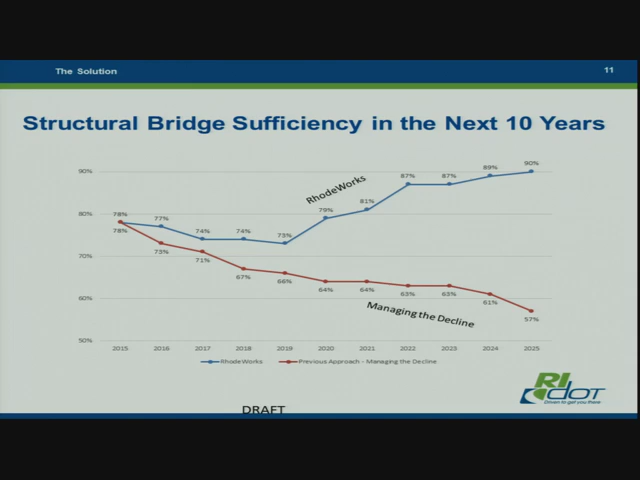 The Solution
11
Structural Bridge Sufficiency in the Next 10 Years
90%
80%
70%
60%
50%
78% 77% 74% 74% 73% 79% 81% 87% 87% 89% 90%
RhodeWorks
78% 73% 71% 67% 66% 64% 64% 63% 63% 61% 57%
Managing the Decline
2015 2016 2017 2018 2019 2020 2021 2022 2023 2024 2025
RhodeWorks Previous Approach - Managing the Decline
RI
DOT
Driven to get you there
DRAFT